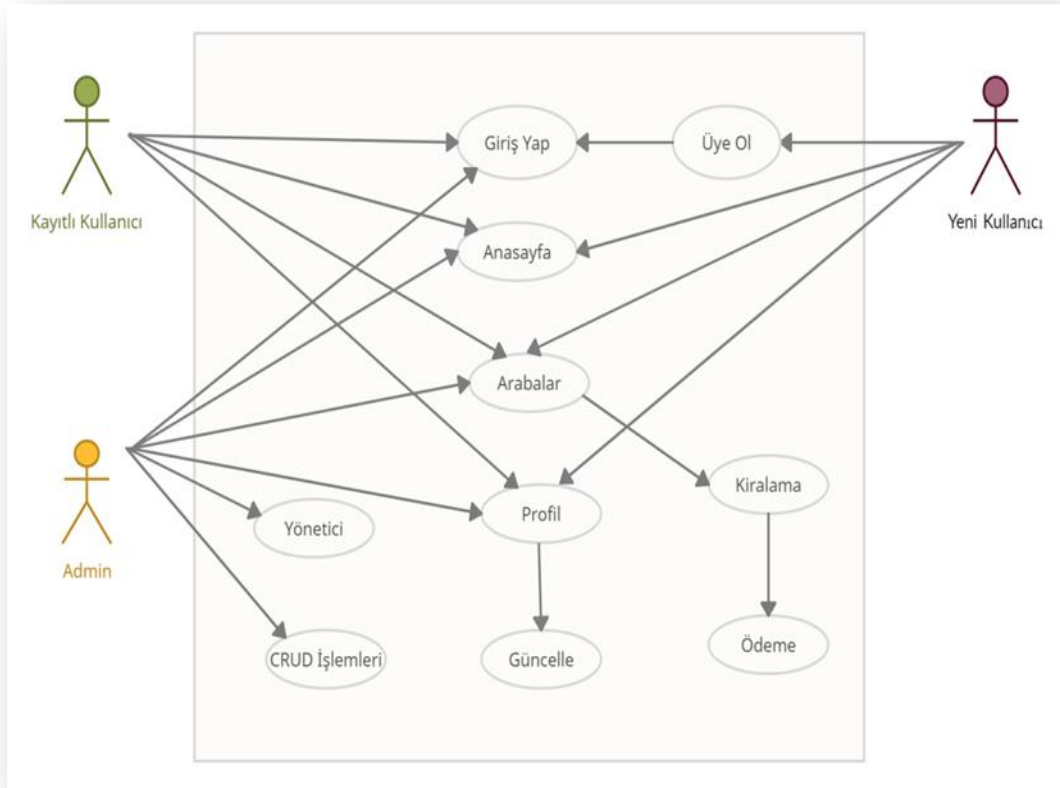 Giriş Yap
Üye Ol
Kayıtlı Kullanıcı
Yeni Kullanıcı
Anasayfa
Arabalar
Kiralama
Profil
Yönetici
Admin
Ödeme
CRUD İşlemleri
Güncelle